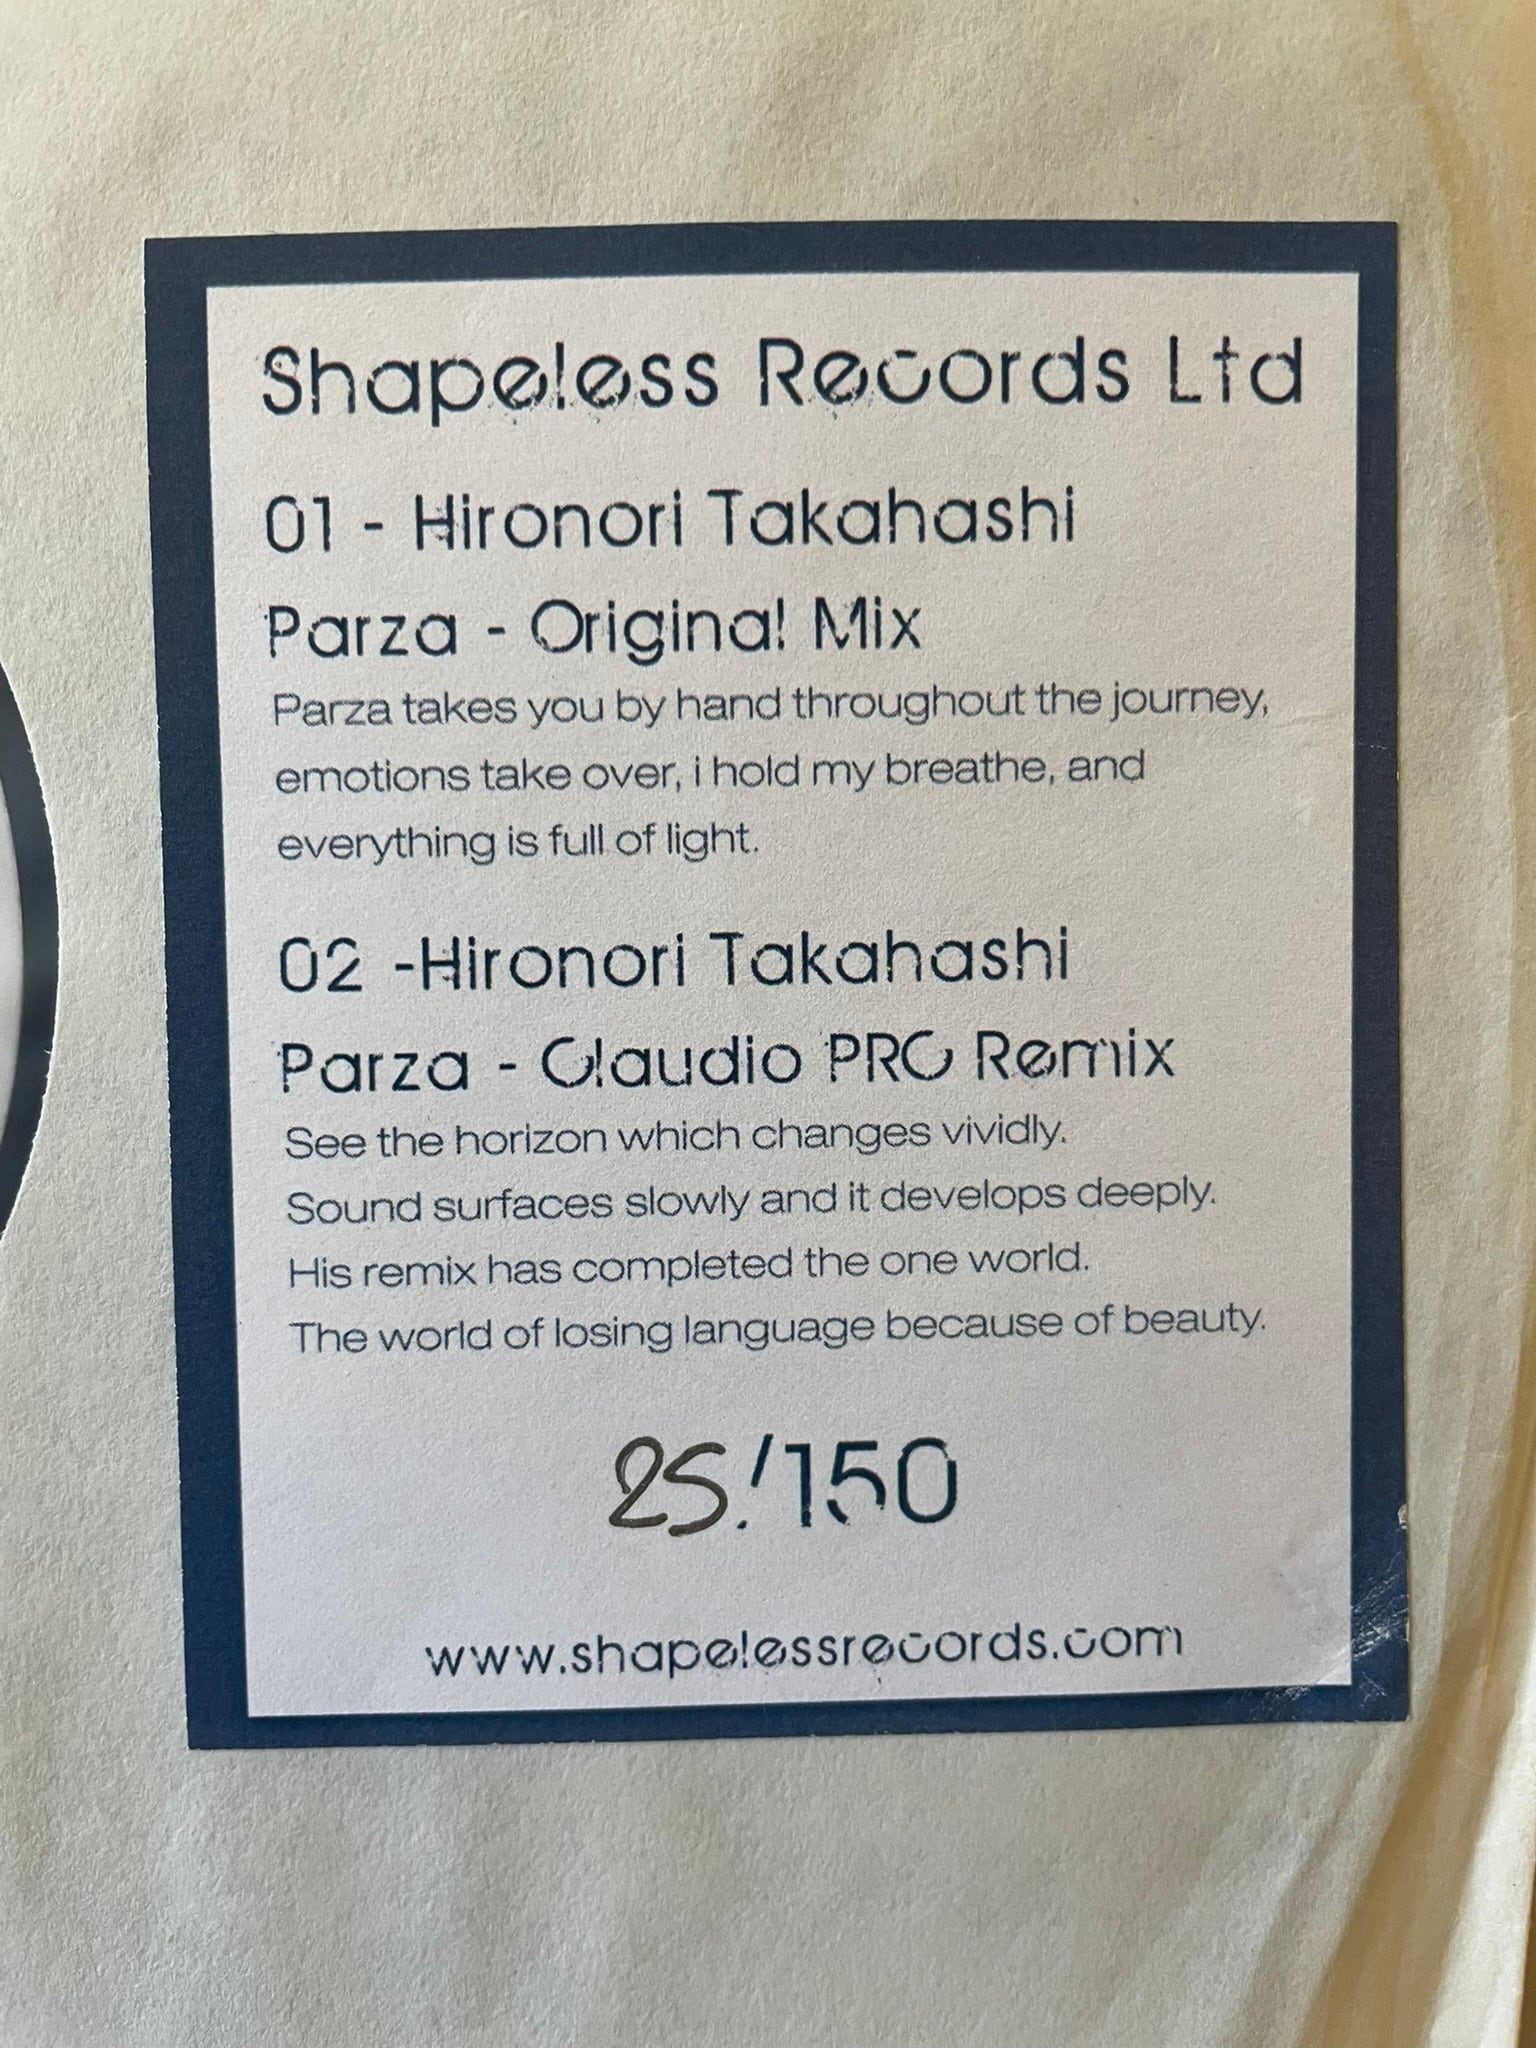 Shapeless Records Ltd
01 - Hironori Takahashi
Parza - Original Mix
Parza takes you by hand throughout the journey,
emotions take over, i hold my breathe, and
everything is full of light.
02 -Hironori Takahashi
Parza - Claudio PRC Remix
See the horizon which changes vividly.
Sound surfaces slowly and it develops deeply.
His remix has completed the one world.
The world of losing language because of beauty.
25./150
www.shapelessrecords.com